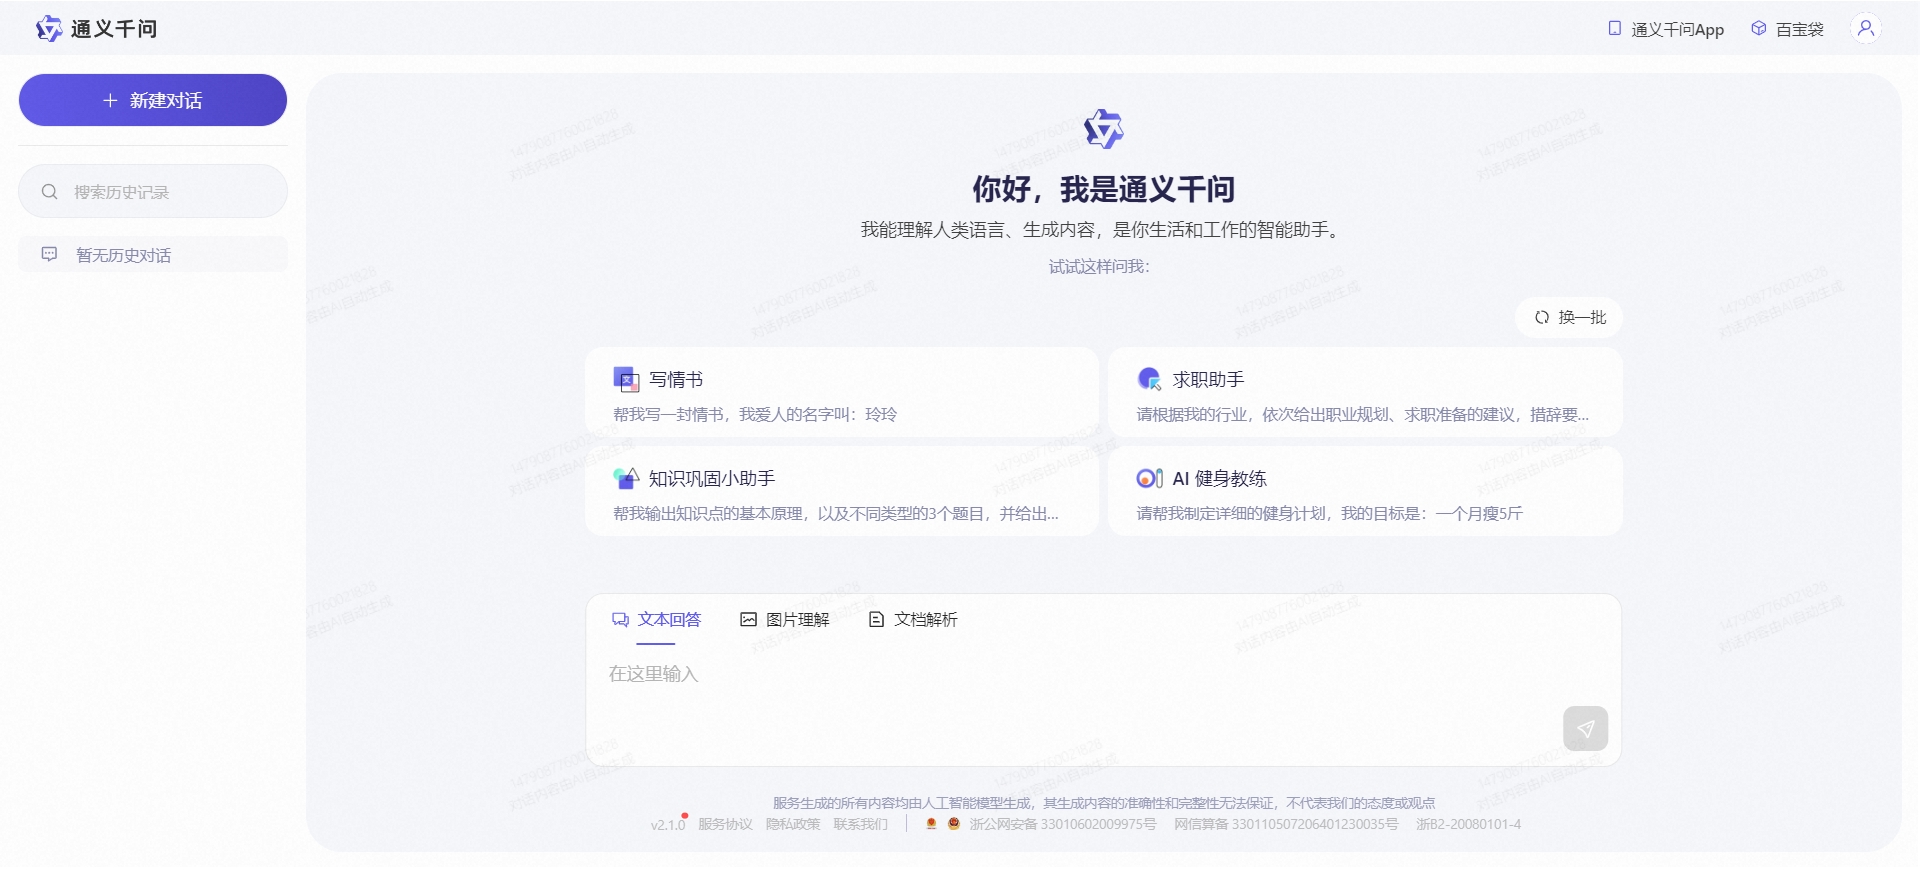 通义千问
通义千问App
百宝袋
新建对话
搜索历史记录
暂无历史对话
你好，我是通义千问
我能理解人类语言、生成内容，是你生活和工作的智能助手。
试试这样问我：
换一批
写情书
帮我写一封情书，我爱人的名字叫：玲玲
求职助手
请根据我的行业，依次给出职业规划、求职准备的建议，措辞要...
知识巩固小助手
帮我输出知识点的基本原理，以及不同类型的3个题目，并给出...
AI 健身教练
请帮我制定详细的健身计划，我的目标是：一个月瘦5斤
文本回答
图片理解
文档解析
在这里输入
服务生成的所有内容均由人工智能模型生成，其生成内容的准确性和完整性无法保证，不代表我们的态度或观点
v2.1.0 服务协议 隐私政策 联系我们 浙公网安备 33010602009975号 网信算备 330110507206401230035号 浙B2-20080101-4
1479087760021828
对话内容由AI自动生成